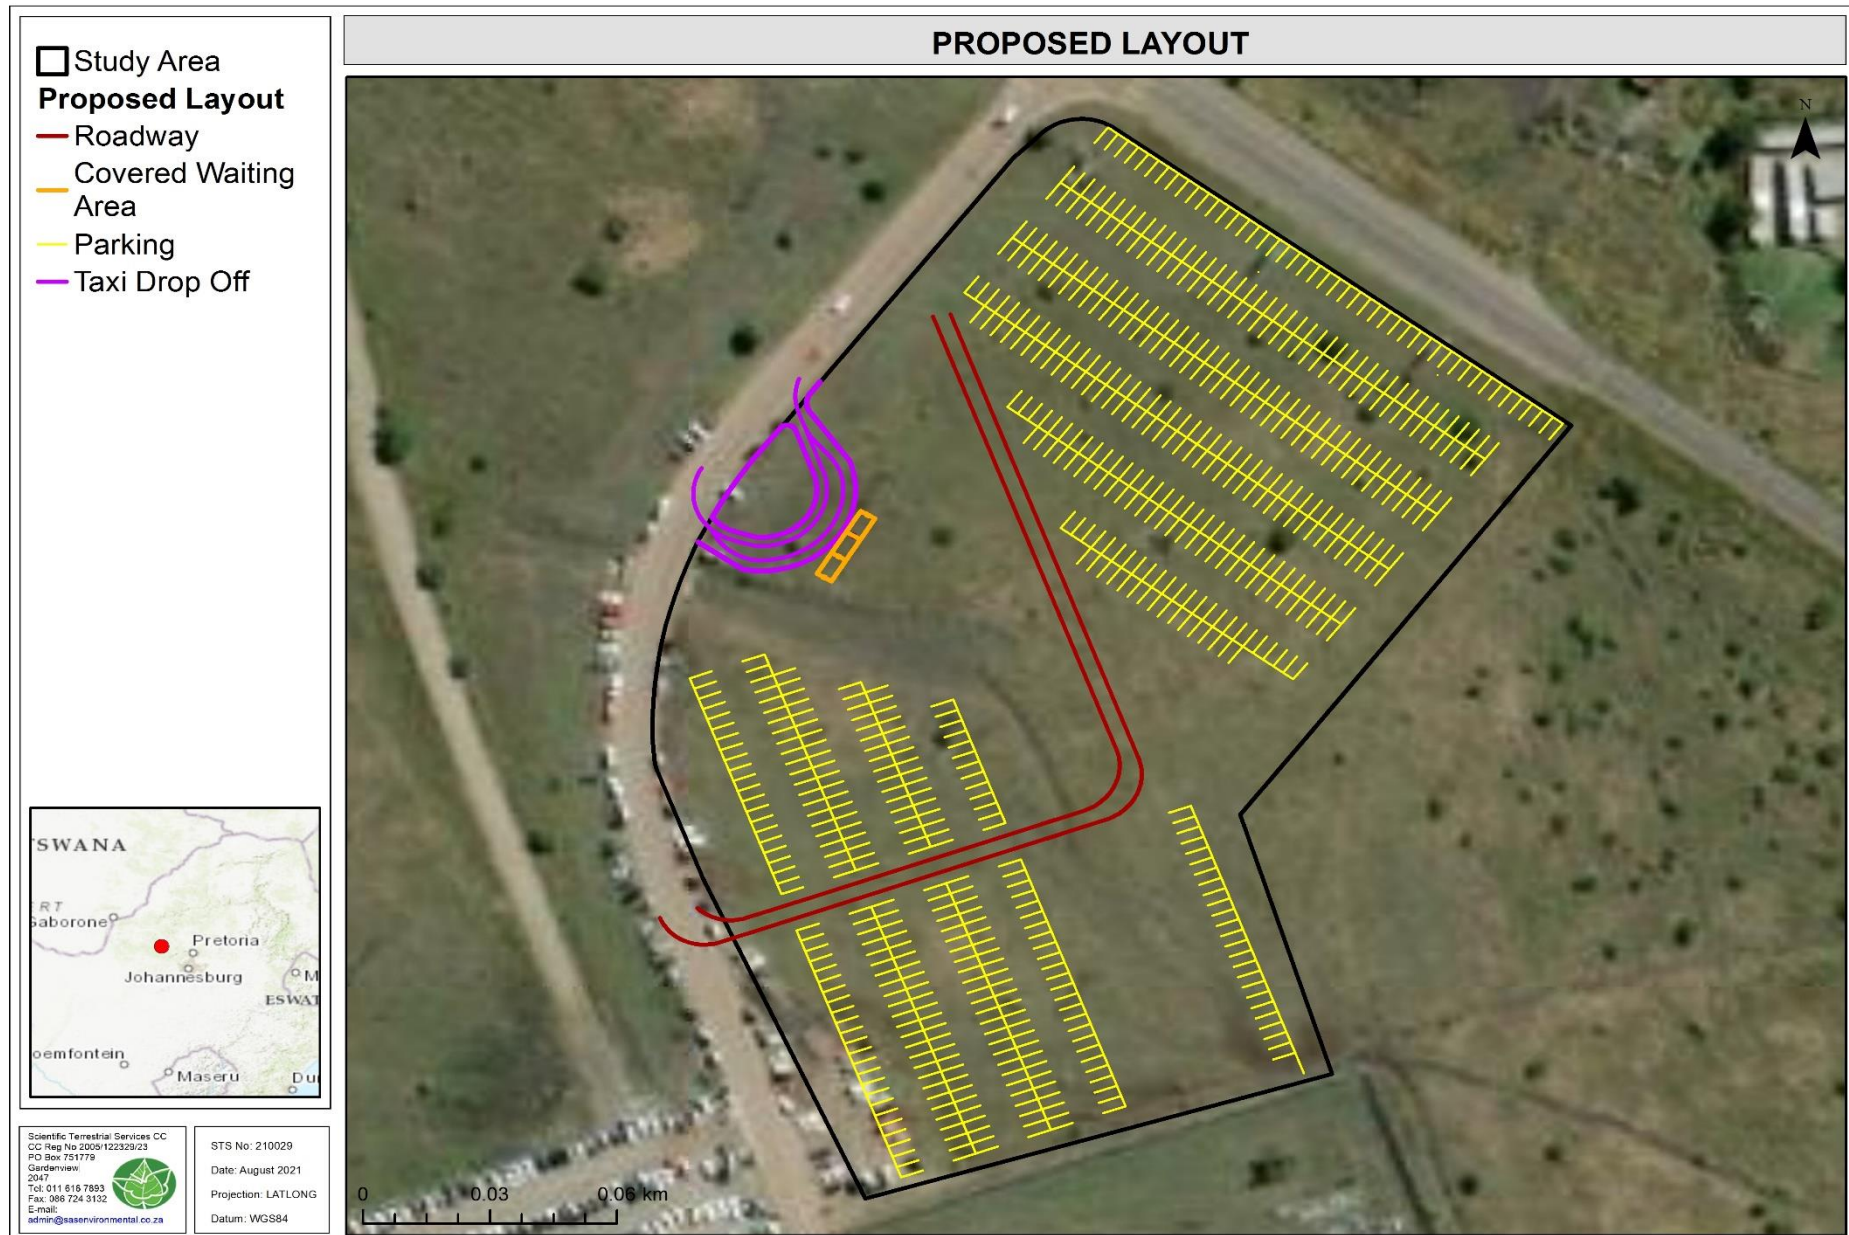 PROPOSED LAYOUT
Study Area
Proposed Layout
Roadway
Covered Waiting
Area
Parking
Taxi Drop Off
N
'SWANA
ERT
Gaborone
Pretoria
Johannesburg
M
ESWAT
oemfontein
Maseru
Du
Scientific Terrestrial Services CC
CC Reg No 2005/122329/23
PO Box 751779
Gardenview
2047
Tel: 011 616 7893
Fax: 086 724 3132
E-mail:
admin@sasenvironmental.co.za
STS No: 210029
Date: August 2021
Projection: LATLONG
Datum: WGS84
0 0.03 0.06 km